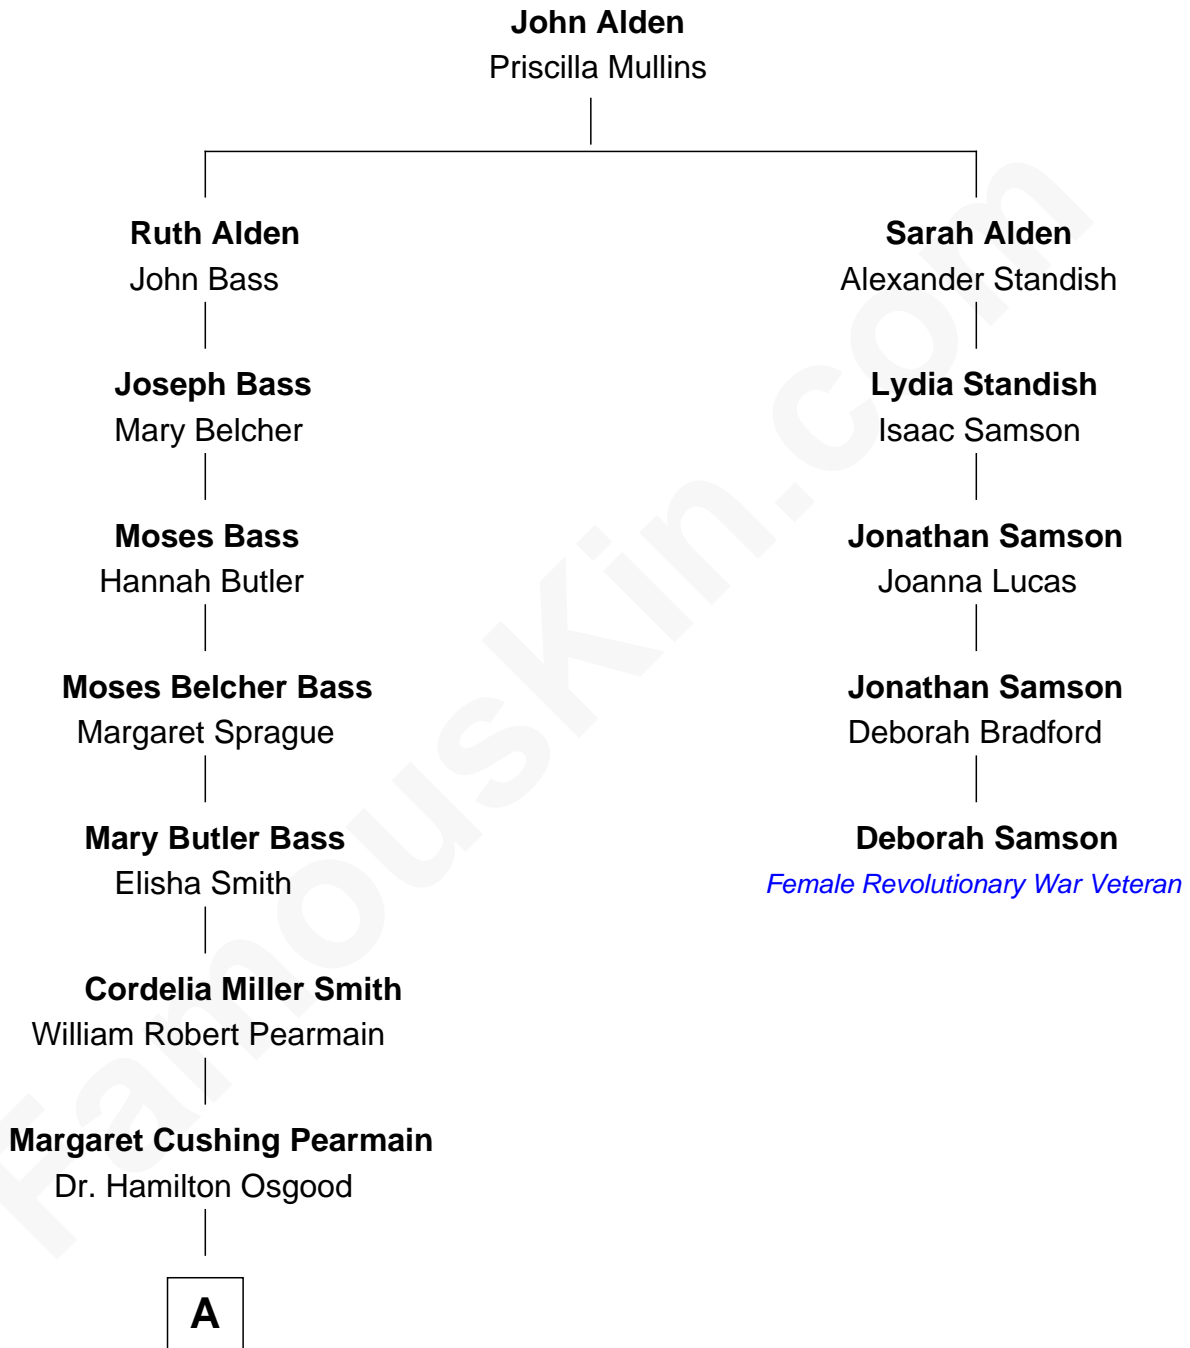 John Alden
Priscilla Mullins
Ruth Alden
John Bass
Joseph Bass
Mary Belcher
Moses Bass
Hannah Butler
Moses Belcher Bass
Margaret Sprague
Mary Butler Bass
Elisha Smith
Cordelia Miller Smith
William Robert Pearmain
Margaret Cushing Pearmain
Dr. Hamilton Osgood
A
Sarah Alden
Alexander Standish
Lydia Standish
Isaac Samson
Jonathan Samson
Joanna Lucas
Jonathan Samson
Deborah Bradford
Deborah Samson
Female Revolutionary War Veteran
FamousKin.com